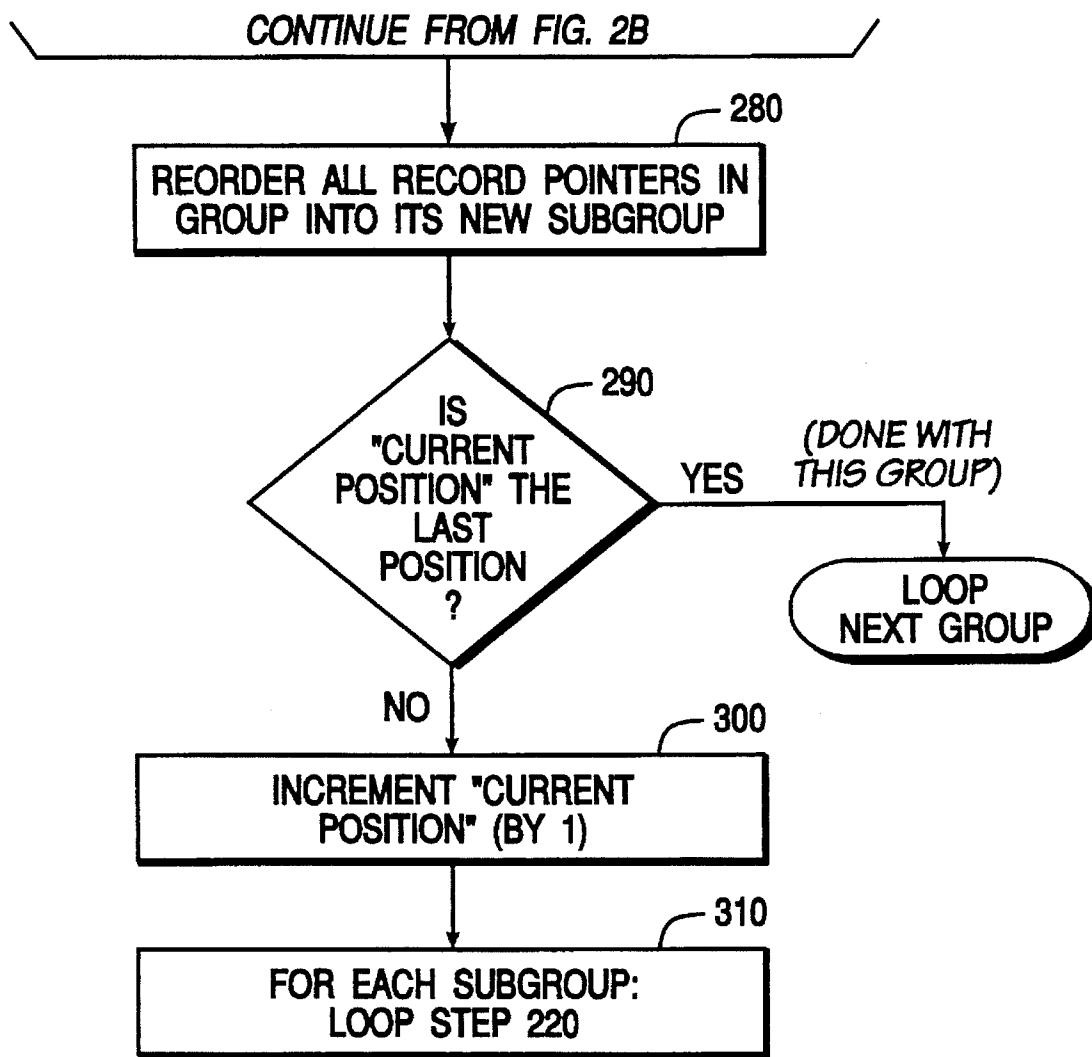 CONTINUE FROM FIG. 2B
280
REORDER ALL RECORD POINTERS IN
GROUP INTO ITS NEW SUBGROUP
290
IS
"CURRENT
POSITION" THE
LAST
POSITION
?
YES
(DONE WITH
THIS GROUP)
LOOP
NEXT GROUP
NO
300
INCREMENT "CURRENT
POSITION" (BY 1)
310
FOR EACH SUBGROUP:
LOOP STEP 220